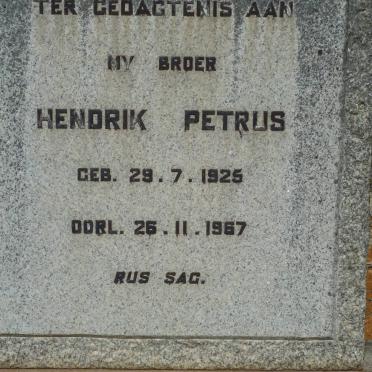 TER GEDAGTENIS AAN
MY BROER
HENDRIK PETRUS
GEB. 29.7.1925
OORL. 26.11.1967
RUS SAG.